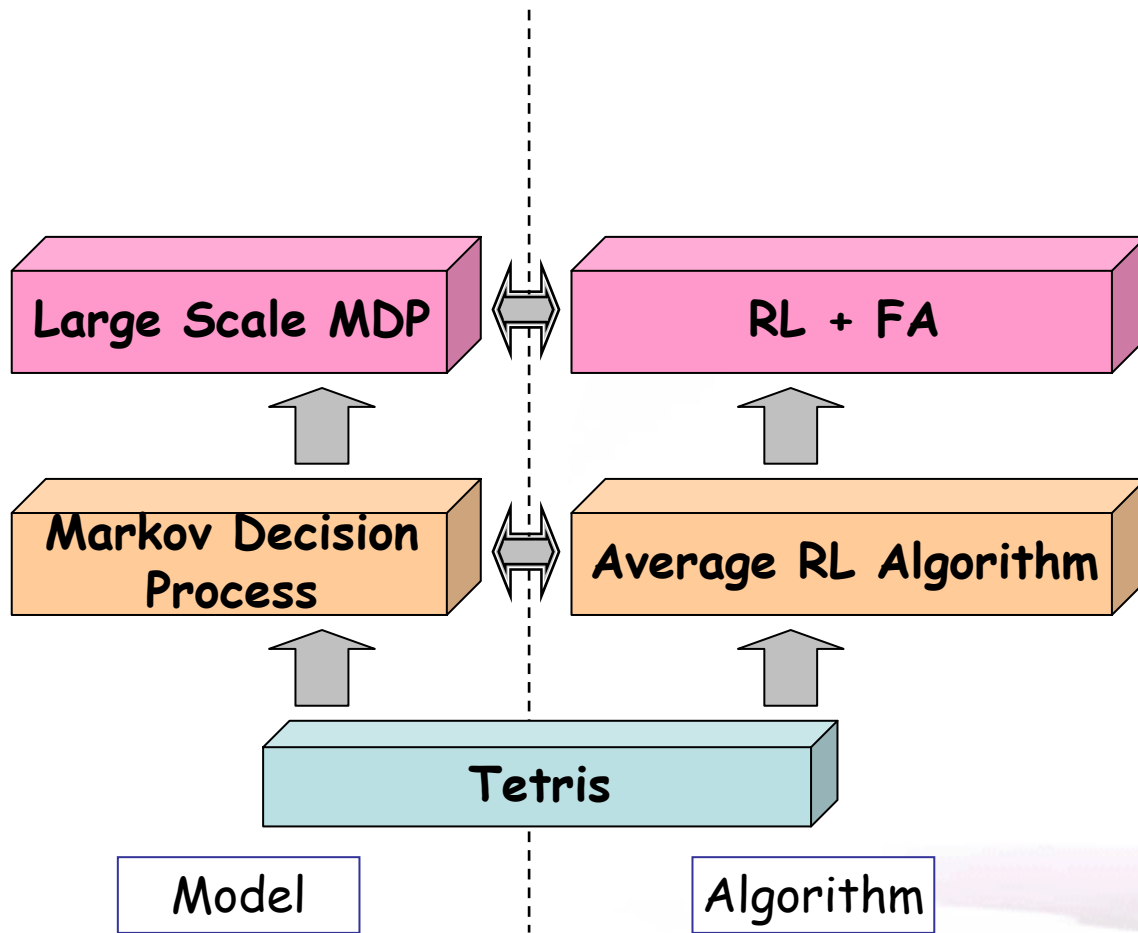 Large Scale MDP
RL + FA
Markov Decision
Process
Average RL Algorithm
Tetris
Model
Algorithm